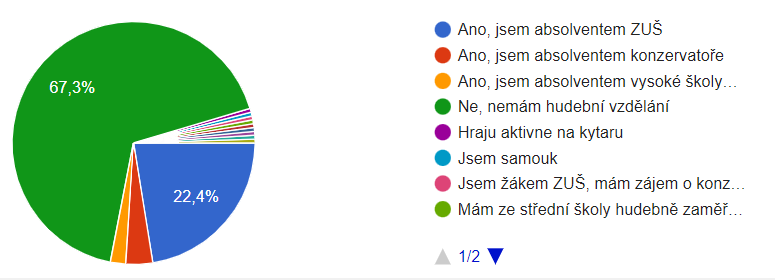 67,3%
22,4%
Ano, jsem absolventem ZUŠ
Ano, jsem absolventem konzervatoře
Ano, jsem absolventem vysoké školy…
Ne, nemám hudební vzdělání
Hraju aktivne na kytaru
Jsem samouk
Jsem žákem ZUŠ, mám zájem o konz…
Mám ze střední školy hudebně zaměř…
1/2